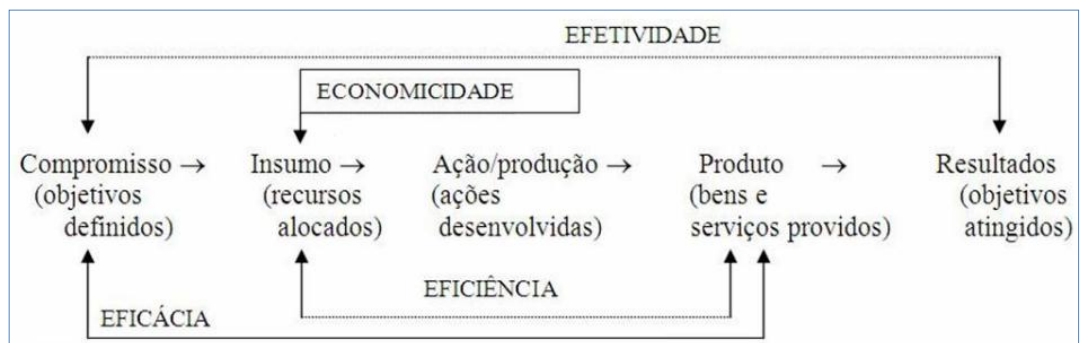 EFETIVIDADE
ECONOMICIDADE
Compromisso → Insumo → Ação/produção → Produto → Resultados
(objetivos (recursos (ações (bens e (objetivos
definidos) alocados) desenvolvidas) serviços providos) atingidos)
EFICIÊNCIA
EFICÁCIA